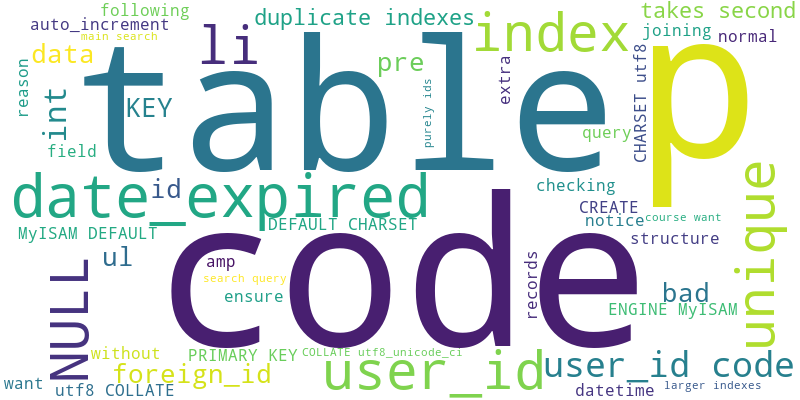 following
auto_increment
main search
duplicate indexes
takes second
li
index
joining
normal
data
table
p
pre
reason
int
KEY
extra
purely ids
CHARSET utf8
query
field
date_expired
id
checking
unique
CREATE
notice
course want
MyISAM DEFAULT
DEFAULT CHARSET
structure
code
ul
amp
NULL
search query
ensure
records
bad
ENGINE MyISAM
without
PRIMARY KEY
COLLATE utf8_unicode_ci
user_id
user_id code
foreign_id
want
utf8 COLLATE
datetime
larger indexes